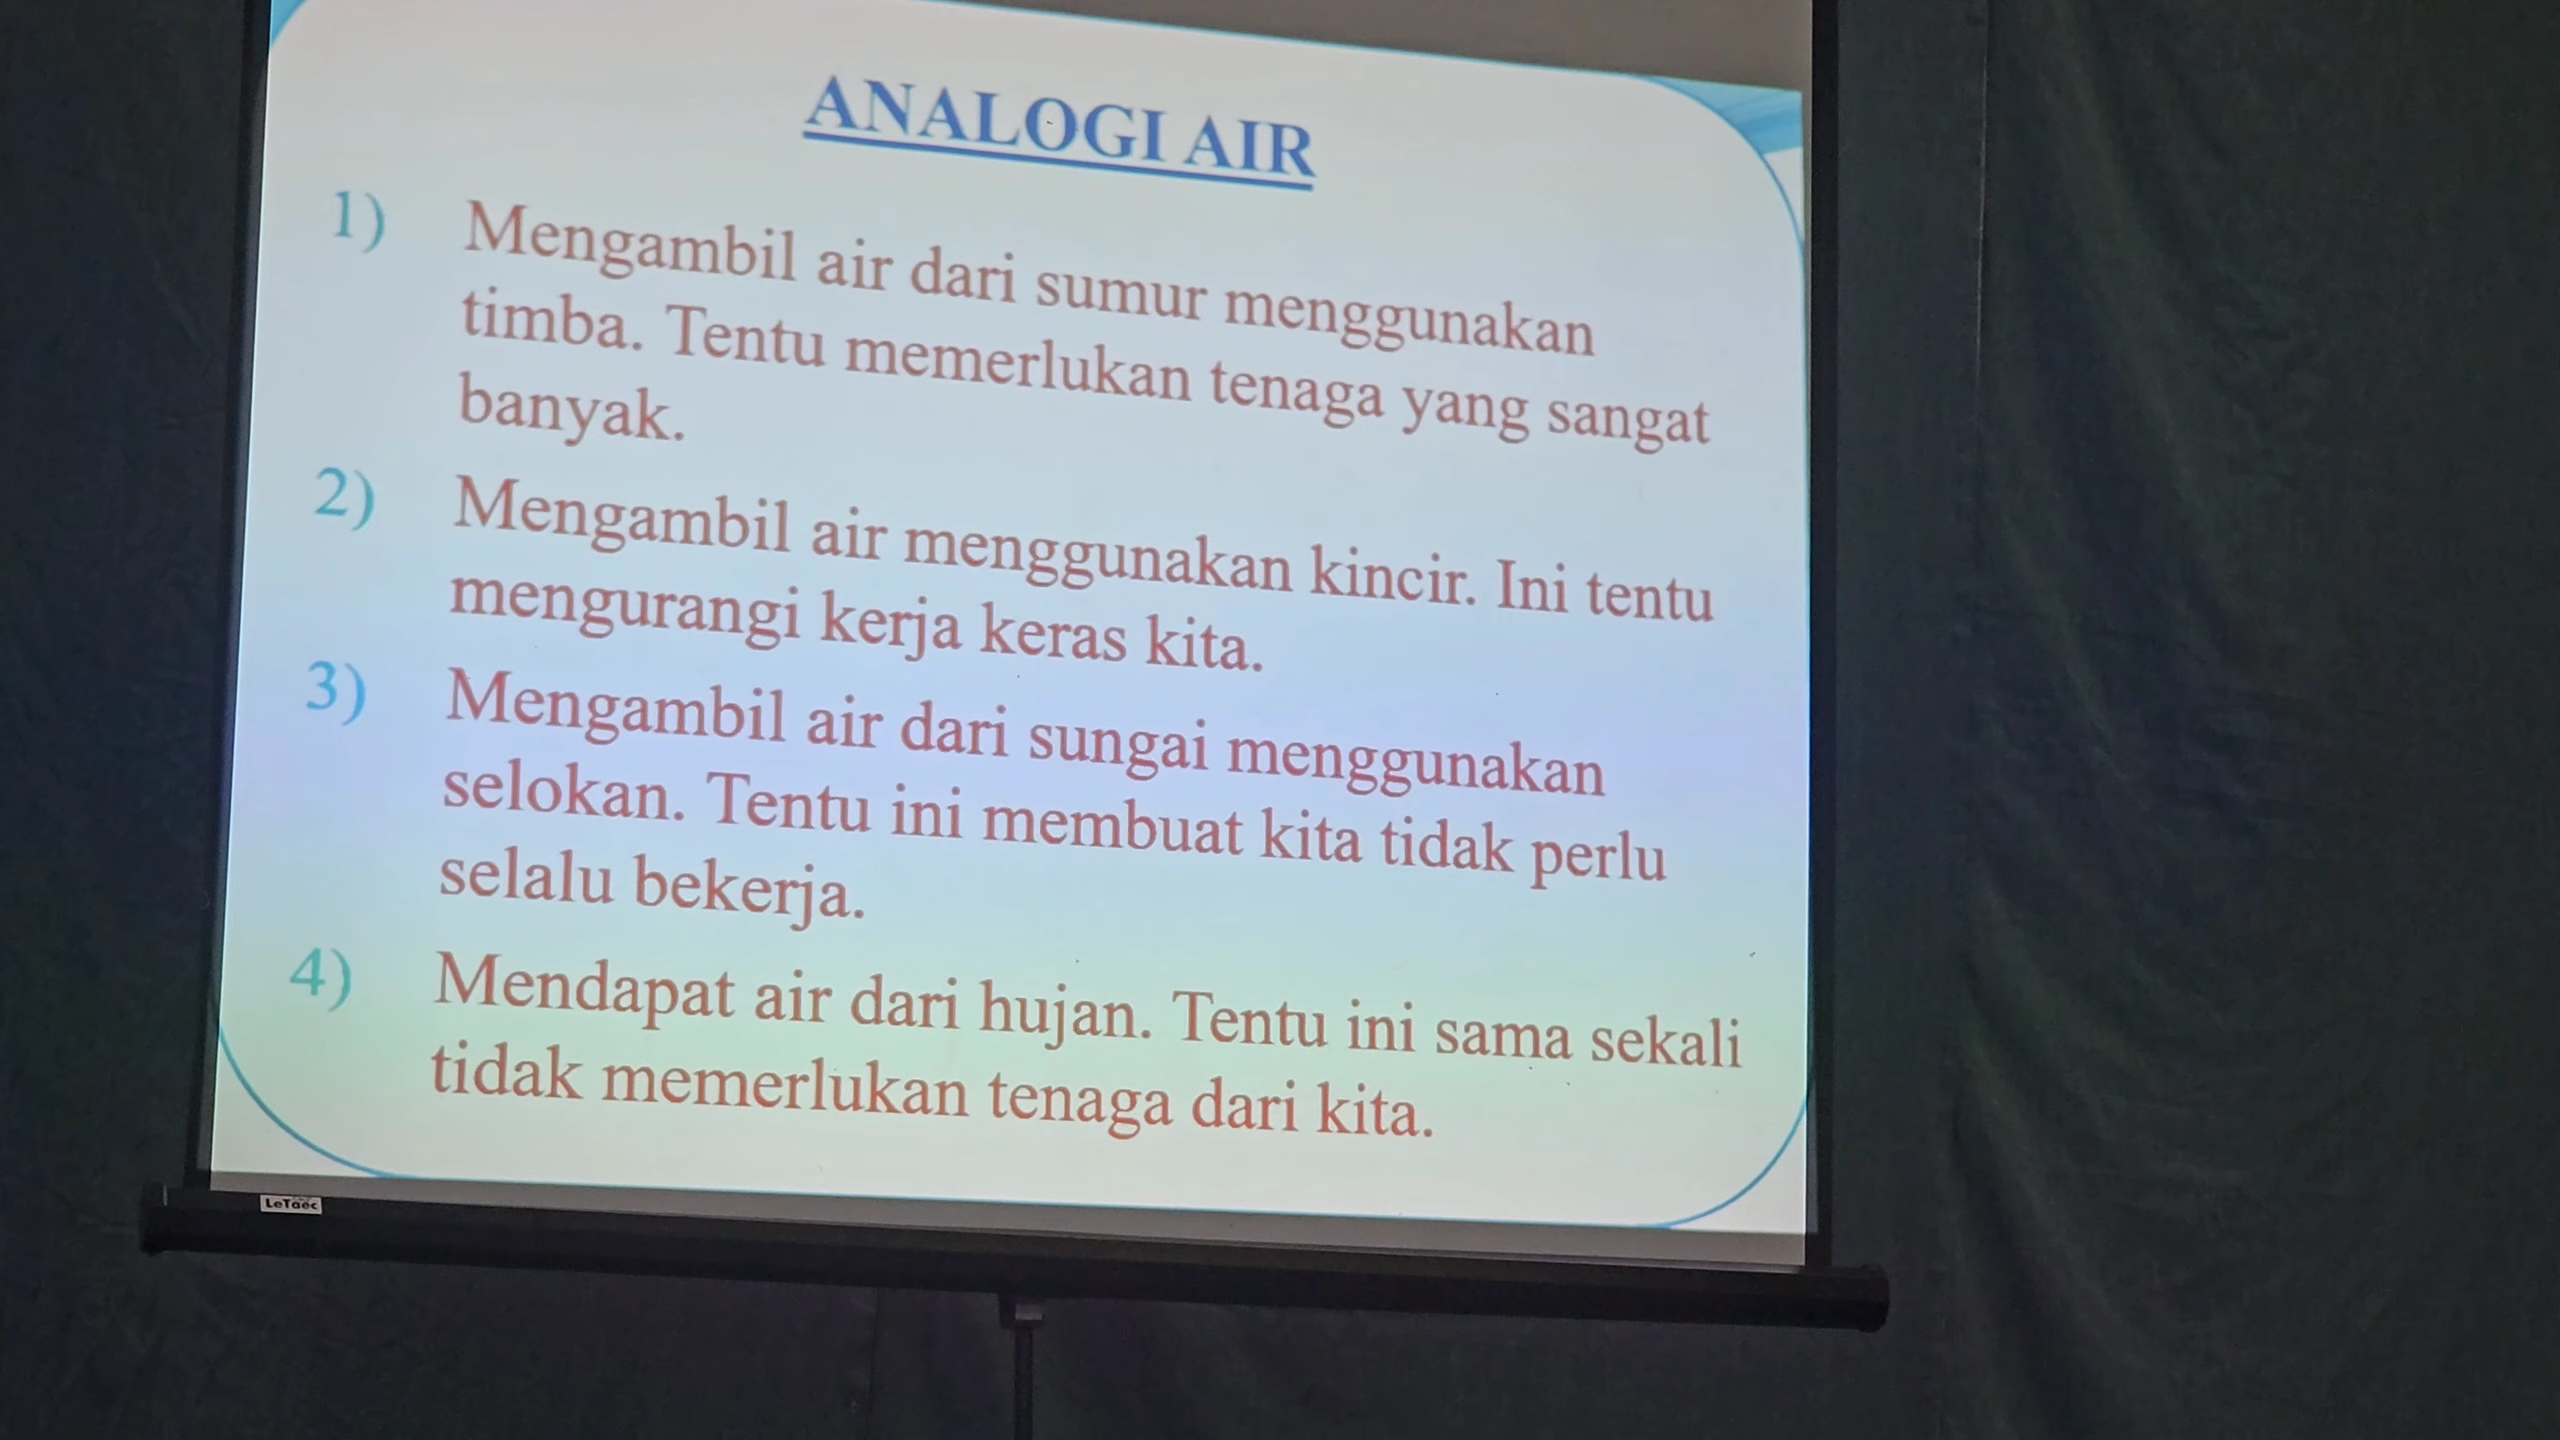 ANALOGI AIR
1) Mengambil air dari sumur menggunakan
timba. Tentu memerlukan tenaga yang sangat
banyak.
2) Mengambil air menggunakan kincir. Ini tentu
mengurangi kerja keras kita.
3) Mengambil air dari sungai menggunakan
selokan. Tentu ini membuat kita tidak perlu
selalu bekerja.
4) Mendapat air dari hujan. Tentu ini sama sekali
tidak memerlukan tenaga dari kita.
LeTaec